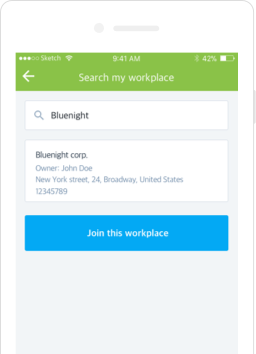 Sketch 9:41 AM 42%
Search my workplace
Bluenight
Bluenight corp.
Owner: John Doe
New York street, 24, Broadway, United States
12345789
Join this workplace